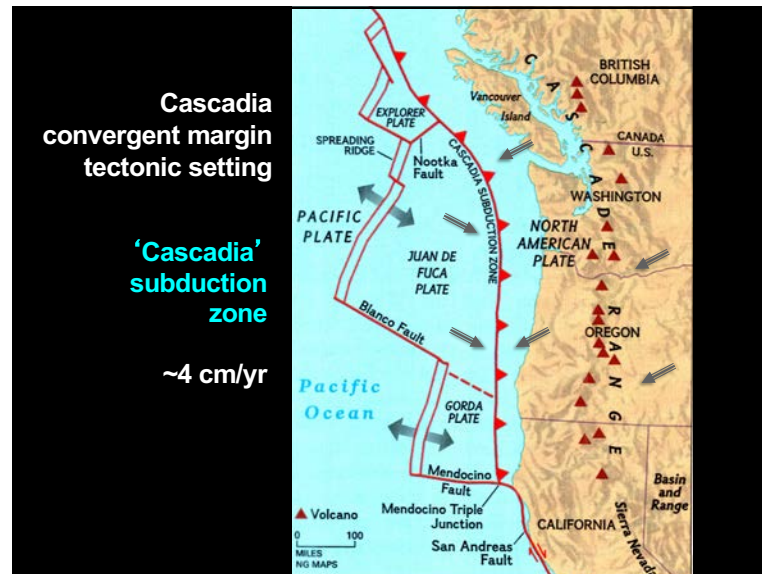 Cascadia
convergent margin
tectonic setting
‘Cascadia’
subduction
zone
~4 cm/yr
CASCADE RANGE
BRITISH
COLUMBIA
Vancouver
Island
EXPLORER
PLATE
CANADA
U.S.
SPREADING
RIDGE
Nootka
Fault
CASCADIA SUBDUCTION ZONE
WASHINGTON
PACIFIC
PLATE
NORTH
AMERICAN
PLATE
JUAN DE
FUCA
PLATE
Blanco Fault
OREGON
Pacific
Ocean
GORDA
PLATE
Mendocino
Fault
Basin
and
Range
Mendocino Triple
Junction
Volcano
0 100
MILES
NG MAPS
San Andreas
Fault
CALIFORNIA
Sierra Nevada